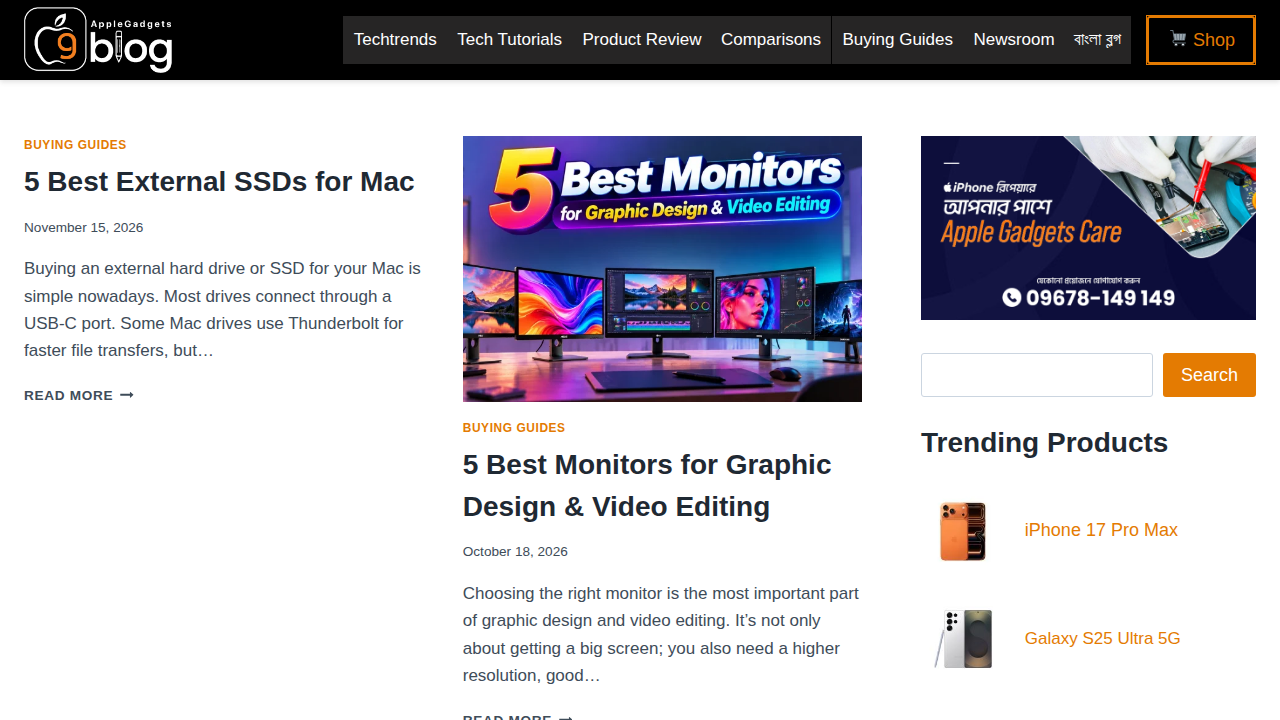 AppleGadgets
blog
Techtrends
Tech Tutorials
Product Review
Comparisons
Buying Guides
Newsroom
বাংলা ব্লগ
Shop
BUYING GUIDES
5 Best External SSDs for Mac
November 15, 2026
Buying an external hard drive or SSD for your Mac is
simple nowadays. Most drives connect through a
USB-C port. Some Mac drives use Thunderbolt for
faster file transfers, but…
READ MORE
5 Best Monitors
for Graphic Design & Video Editing
BUYING GUIDES
5 Best Monitors for Graphic
Design & Video Editing
October 18, 2026
Choosing the right monitor is the most important part
of graphic design and video editing. It’s not only
about getting a big screen; you also need a higher
resolution, good…
READ MORE
iPhone রিপেয়ারে
আপনার পাশে
Apple Gadgets Care
যেকোনো প্রয়োজনে যোগাযোগ করুন
09678-149 149
Search
Trending Products
iPhone 17 Pro Max
Galaxy S25 Ultra 5G